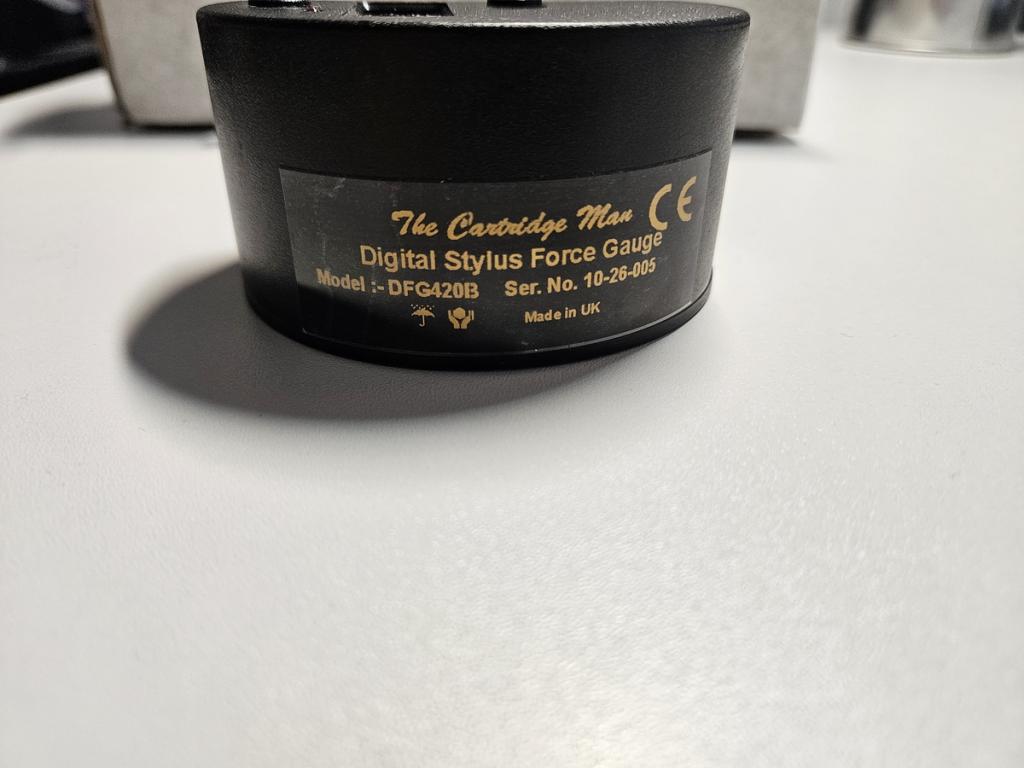 The Cartridge Man CE
Digital Stylus Force Gauge
Model :- DFG420B Ser. No. 10-26-005
Made in UK